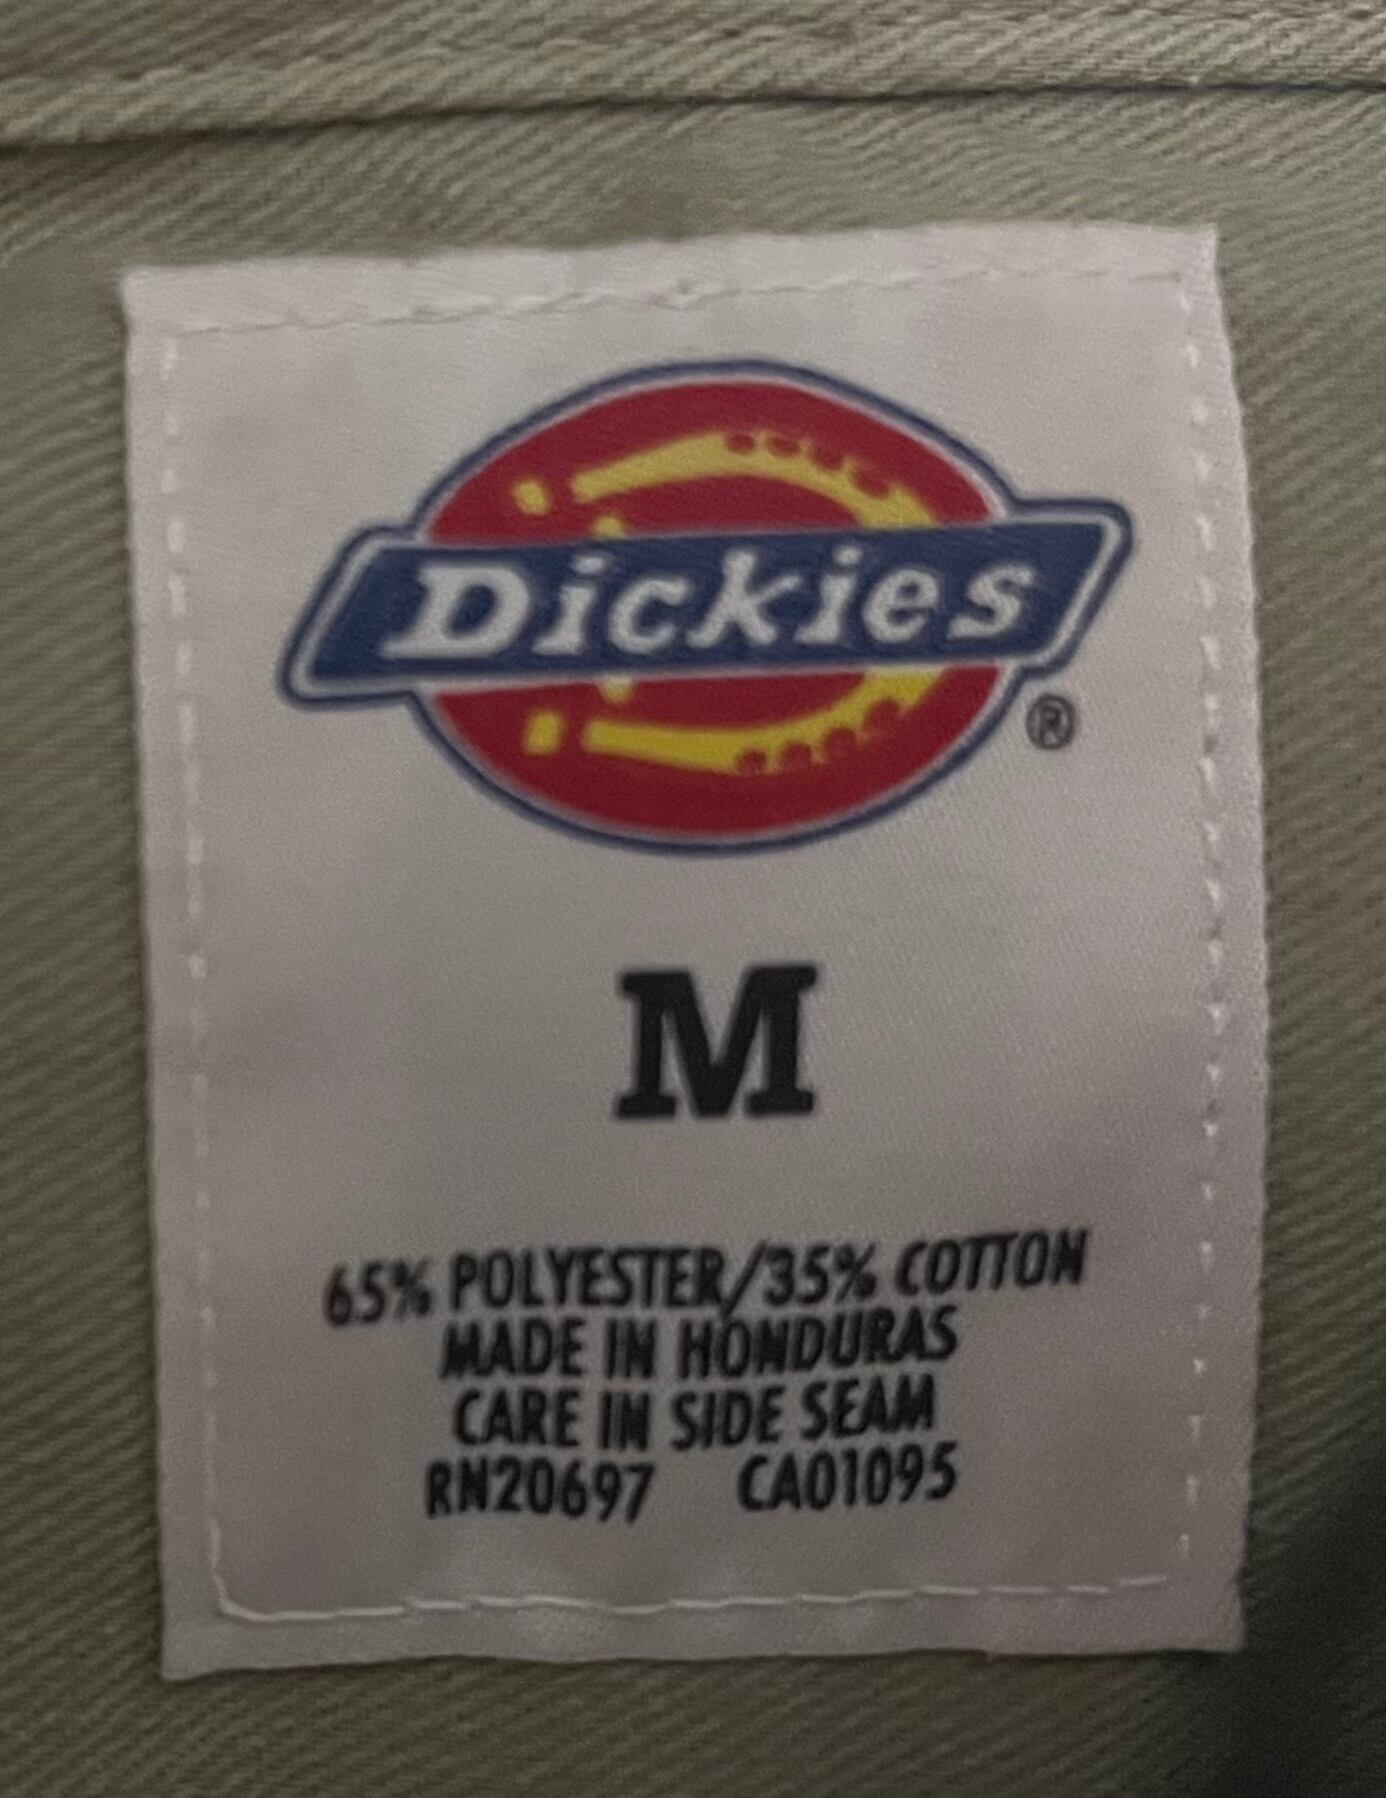 Dickies
®
M
65% POLYESTER/35% COTTON
MADE IN HONDURAS
CARE IN SIDE SEAM
RN20697 CA01095